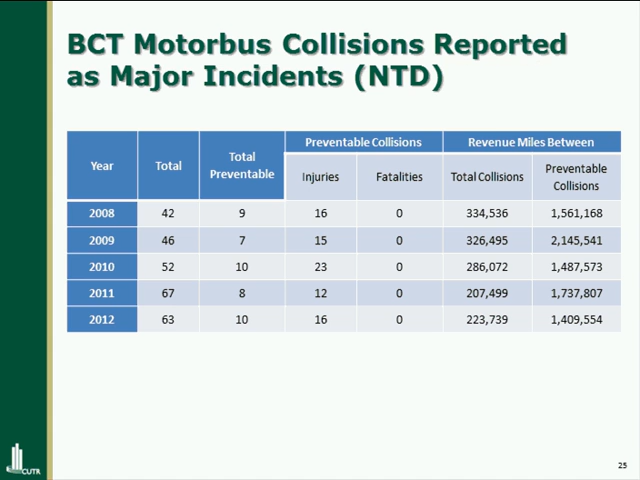 BCT Motorbus Collisions Reported
as Major Incidents (NTD)
Year Total Total Preventable Preventable Collisions Revenue Miles Between
Injuries Fatalities Total Collisions Preventable Collisions
2008 42 9 16 0 334,536 1,561,168
2009 46 7 15 0 326,495 2,145,541
2010 52 10 23 0 286,072 1,487,573
2011 67 8 12 0 207,499 1,737,807
2012 63 10 16 0 223,739 1,409,554
CUTR
25